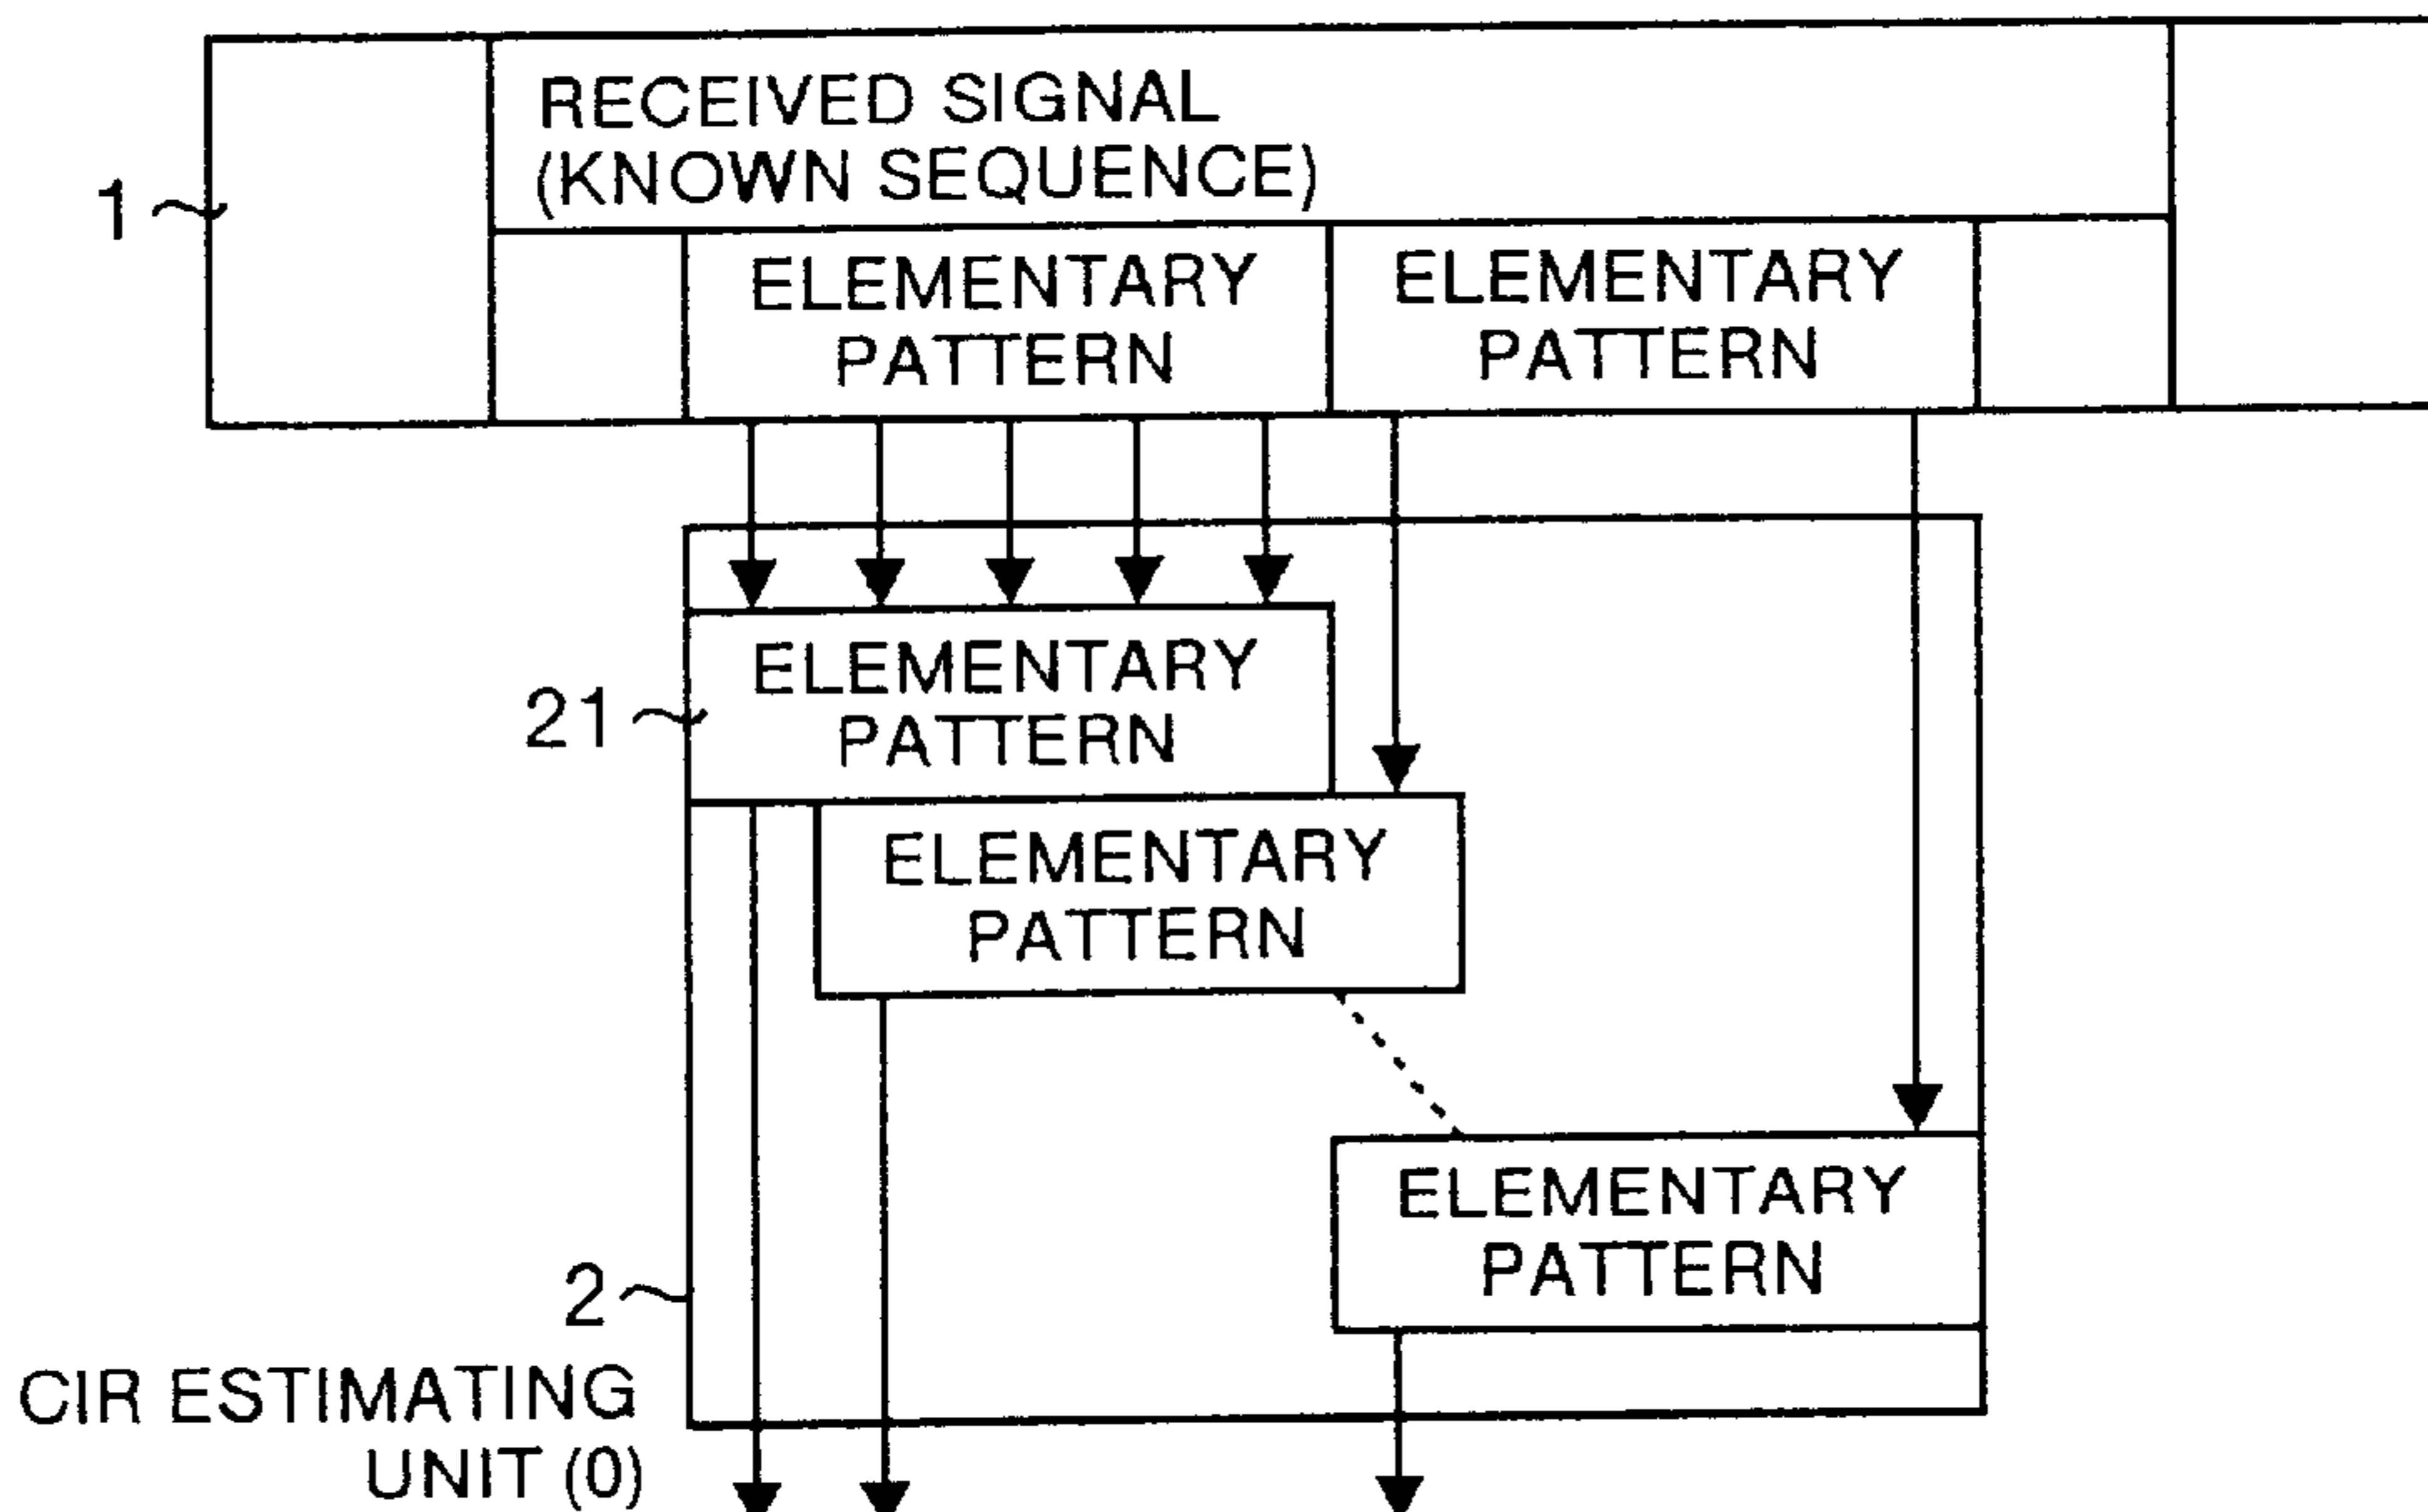 RECEIVED SIGNAL
(KNOWN SEQUENCE)
1
ELEMENTARY
PATTERN
ELEMENTARY
PATTERN
ELEMENTARY
PATTERN
21
ELEMENTARY
PATTERN
ELEMENTARY
PATTERN
2
CIR ESTIMATING
UNIT (0)